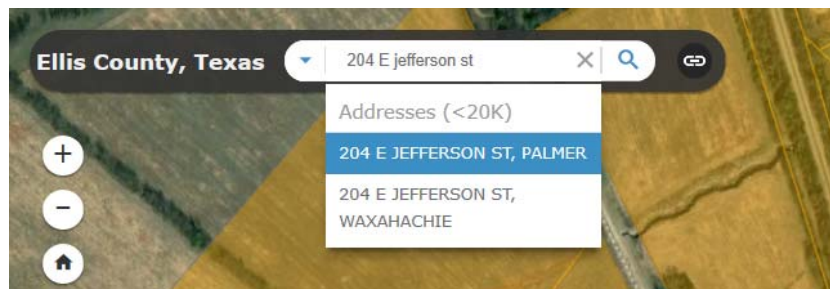 Ellis County, Texas
204 E jefferson st
Addresses (<20K)
204 E JEFFERSON ST, PALMER
204 E JEFFERSON ST,
WAXAHACHIE